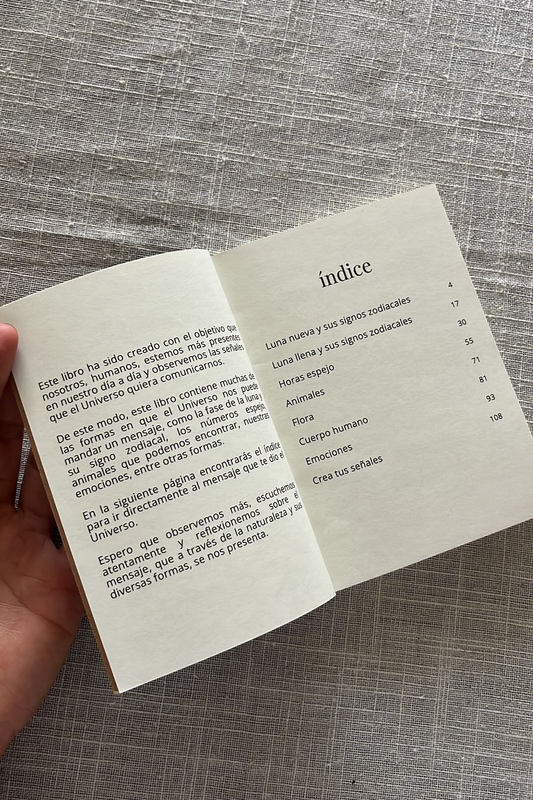 Este libro ha sido creado con el objetivo que
nosotros, humanos, estemos más presentes
en nuestro día a día y observemos las señales
que el Universo quiera comunicarnos.
De este modo, este libro contiene muchas de
las formas en que el Universo nos puede
mandar un mensaje, como la fase de la luna y
su signo zodiacal, los números espejo,
animales que podemos encontrar, nuestras
emociones, entre otras formas.
En la siguiente página encontrarás el índice
para ir directamente al mensaje que te dio el
Universo.
Espero que observemos más, escuchemos
atentamente y reflexionemos sobre el
mensaje, que a través de la naturaleza y sus
diversas formas, se nos presenta.
índice
Luna nueva y sus signos zodiacales 4
Luna llena y sus signos zodiacales 17
Horas espejo 30
Animales 55
Flora 71
Cuerpo humano 81
Emociones 93
Crea tus señales 108